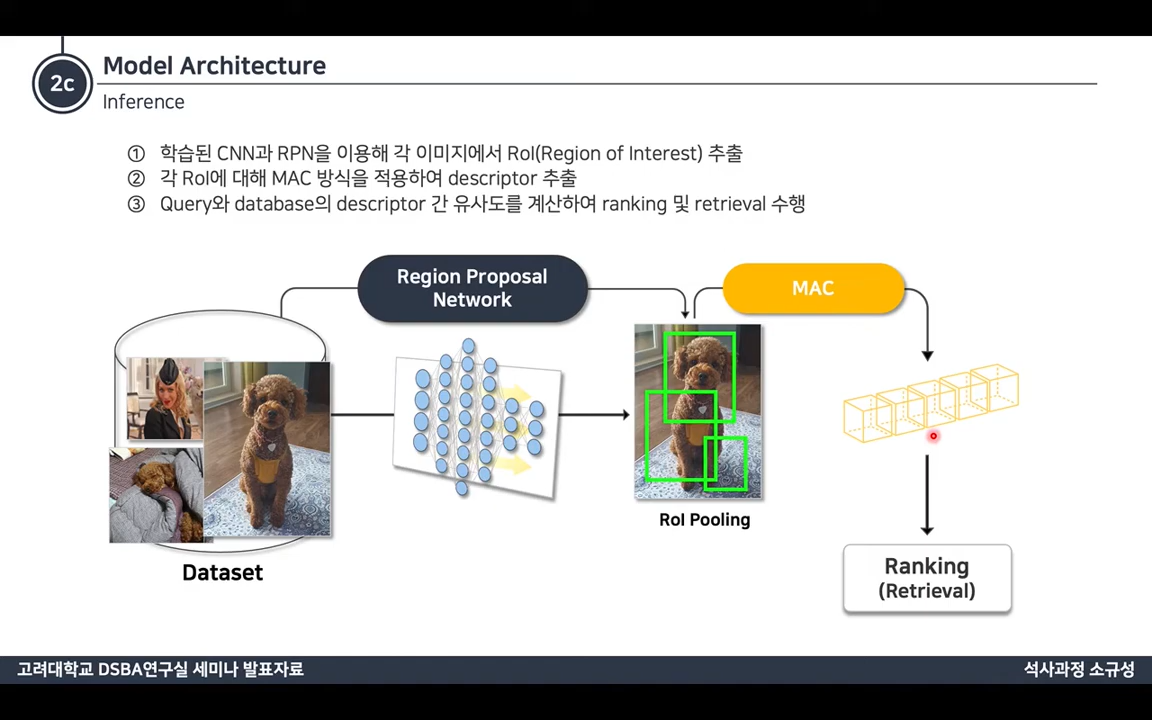 2c
Model Architecture
Inference
① 학습된 CNN과 RPN을 이용해 각 이미지에서 RoI(Region of Interest) 추출
② 각 RoI에 대해 MAC 방식을 적용하여 descriptor 추출
③ Query와 database의 descriptor 간 유사도를 계산하여 ranking 및 retrieval 수행
Region Proposal
Network
MAC
RoI Pooling
Dataset
Ranking
(Retrieval)
고려대학교 DSBA연구실 세미나 발표자료
석사과정 소규성